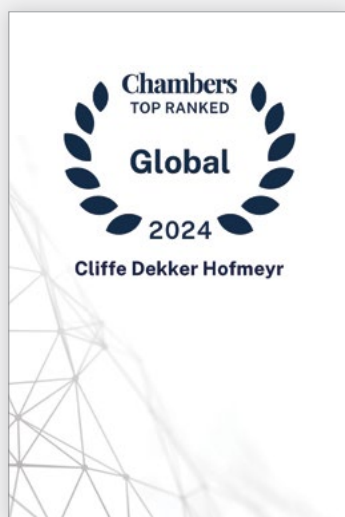 Chambers
TOP RANKED
Global
2024
Cliffe Dekker Hofmeyr